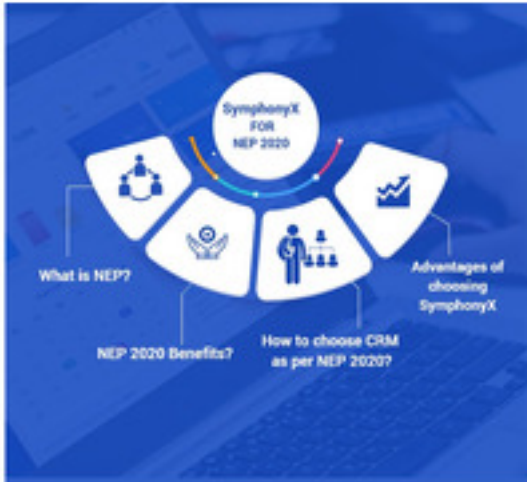 SymphonyX
FOR
NEP 2020
What is NEP?
NEP 2020 Benefits?
How to choose CRM
as per NEP 2020?
Advantages of
choosing
SymphonyX